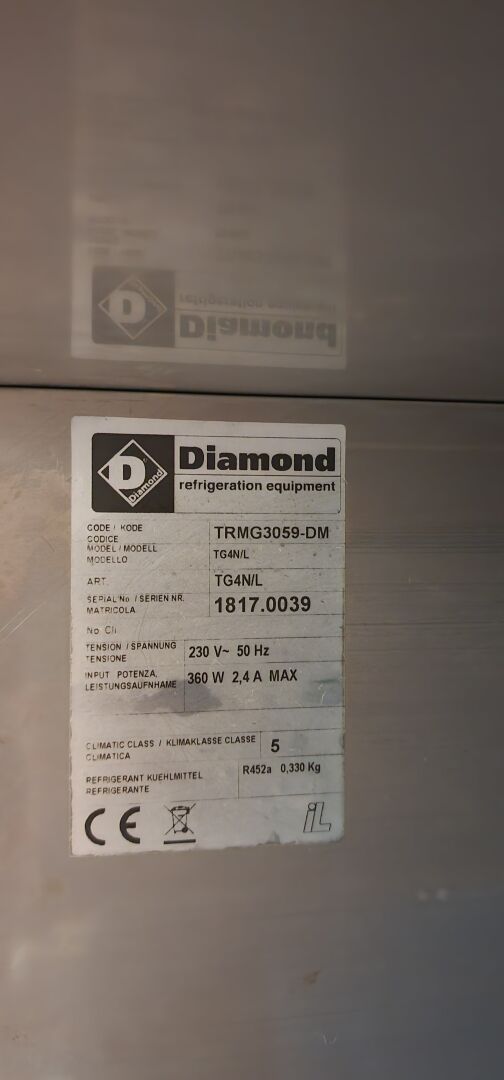 D
Diamond
Diamond
refrigeration equipment
CODE / KODE
CODICE
TRMG3059-DM
MODEL / MODELL
MODELLO
TG4N/L
ART.
TG4N/L
SERIAL No / SERIEN NR.
MATRICOLA
1817.0039
No. Cli
TENSION / SPANNUNG
TENSIONE
230 V~ 50 Hz
INPUT POTENZA,
LEISTUNGSAUFNHAME
360 W 2,4 A MAX
CLIMATIC CLASS / KLIMAKLASSE CLASSE
CLIMATICA
5
REFRIGERANT KUEHLMITTEL
REFRIGERANTE
R452a 0,330 Kg
CE
iL